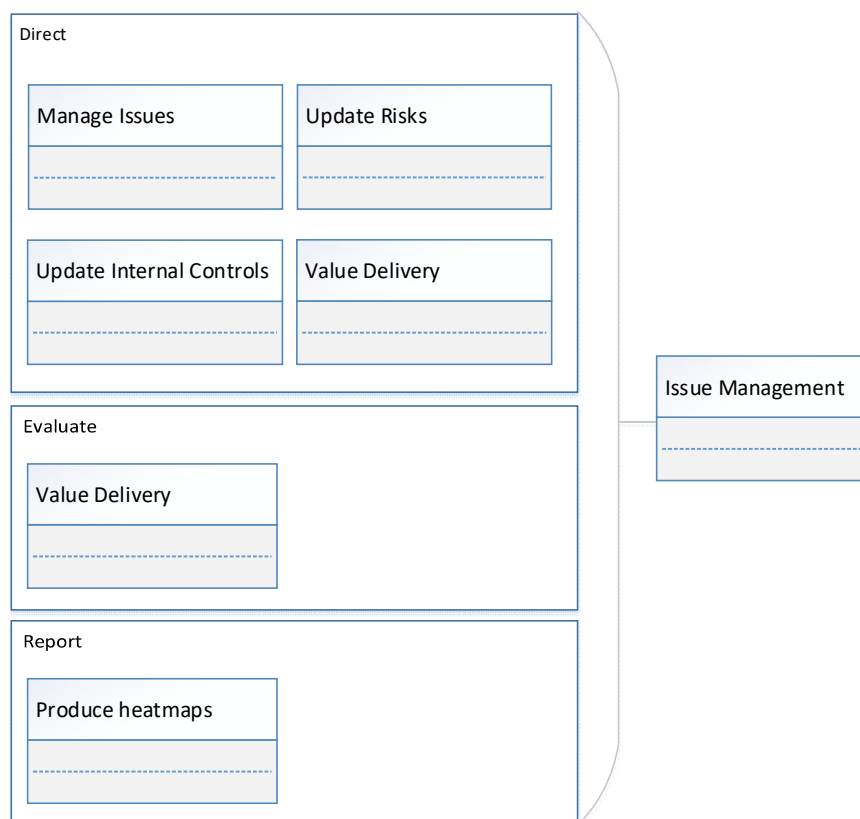 Direct
Manage Issues
Update Risks
Update Internal Controls
Value Delivery
Issue Management
Evaluate
Value Delivery
Report
Produce heatmaps